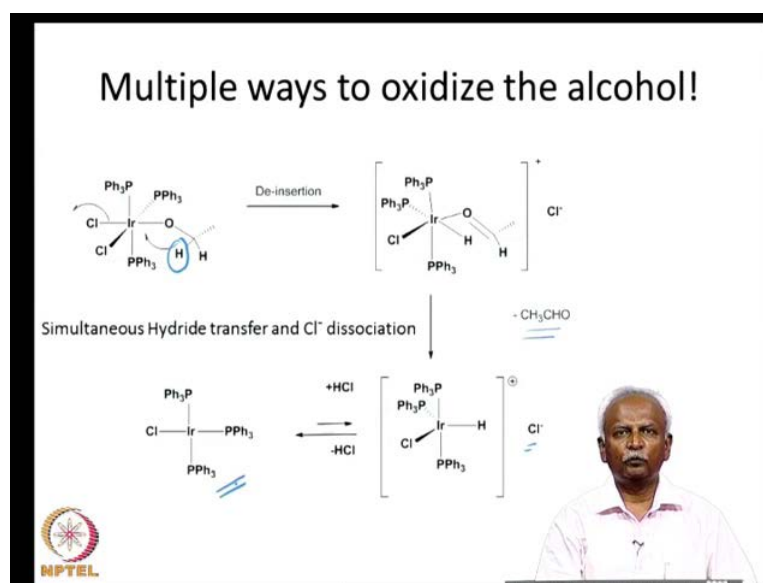 Multiple ways to oxidize the alcohol!
Ph3P
PPh3
Cl
Ir
O
Cl
PPh3
H
H
De-insertion
Ph3P
Ph3P
Ir
O
Cl
H
H
PPh3
+
Cl-
Simultaneous Hydride transfer and Cl- dissociation
- CH3CHO
Ph3P
Cl
Ir
PPh3
PPh3
+HCl
-HCl
Ph3P
Ph3P
Ir
H
Cl
PPh3
+
Cl-
NPTEL